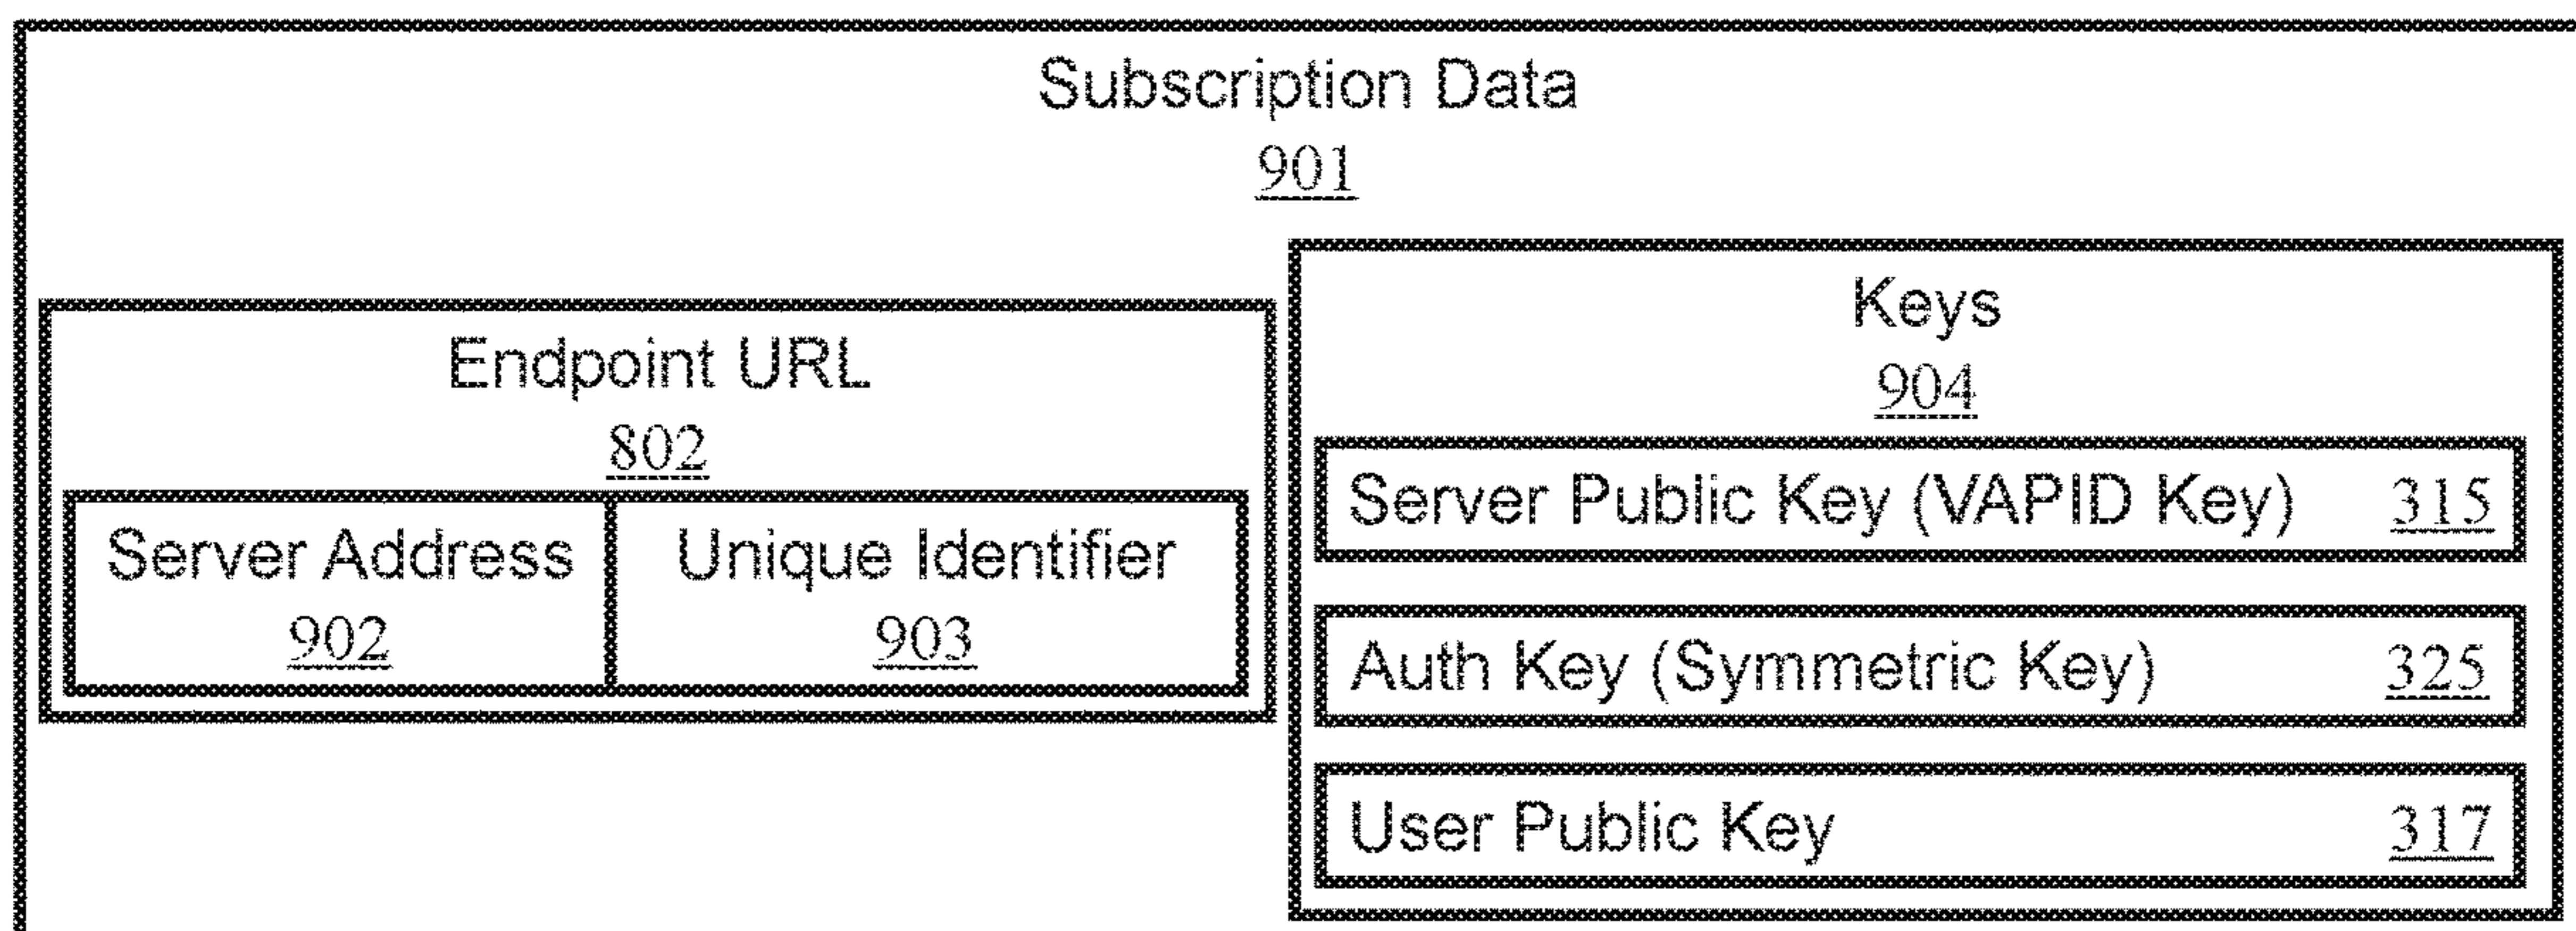 Subscription Data
901
Endpoint URL
802
Server Address
902
Unique Identifier
903
Keys
904
Server Public Key (VAPID Key) 315
Auth Key (Symmetric Key) 325
User Public Key 317